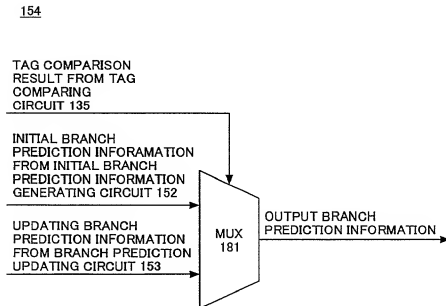 154
TAG COMPARISON
RESULT FROM TAG
COMPARING
CIRCUIT 135
INITIAL BRANCH
PREDICTION INFORAMATION
FROM INITIAL BRANCH
PREDICTION INFORMATION
GENERATING CIRCUIT 152
UPDATING BRANCH
PREDICTION INFORMATION
FROM BRANCH PREDICTION
UPDATING CIRCUIT 153
MUX
181
OUTPUT BRANCH
PREDICTION INFORMATION